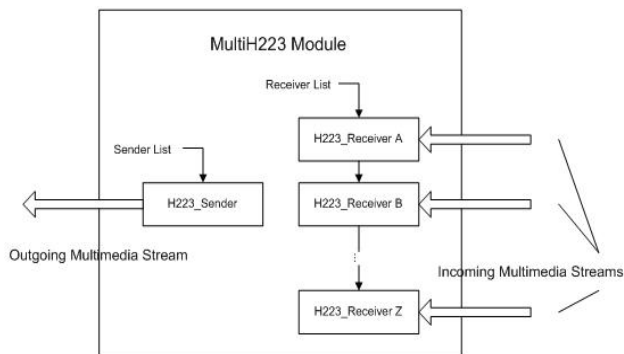 MultiH223 Module
Receiver List
H223_Receiver A
Sender List
H223_Sender
H223_Receiver B
Outgoing Multimedia Stream
...
Incoming Multimedia Streams
H223_Receiver Z